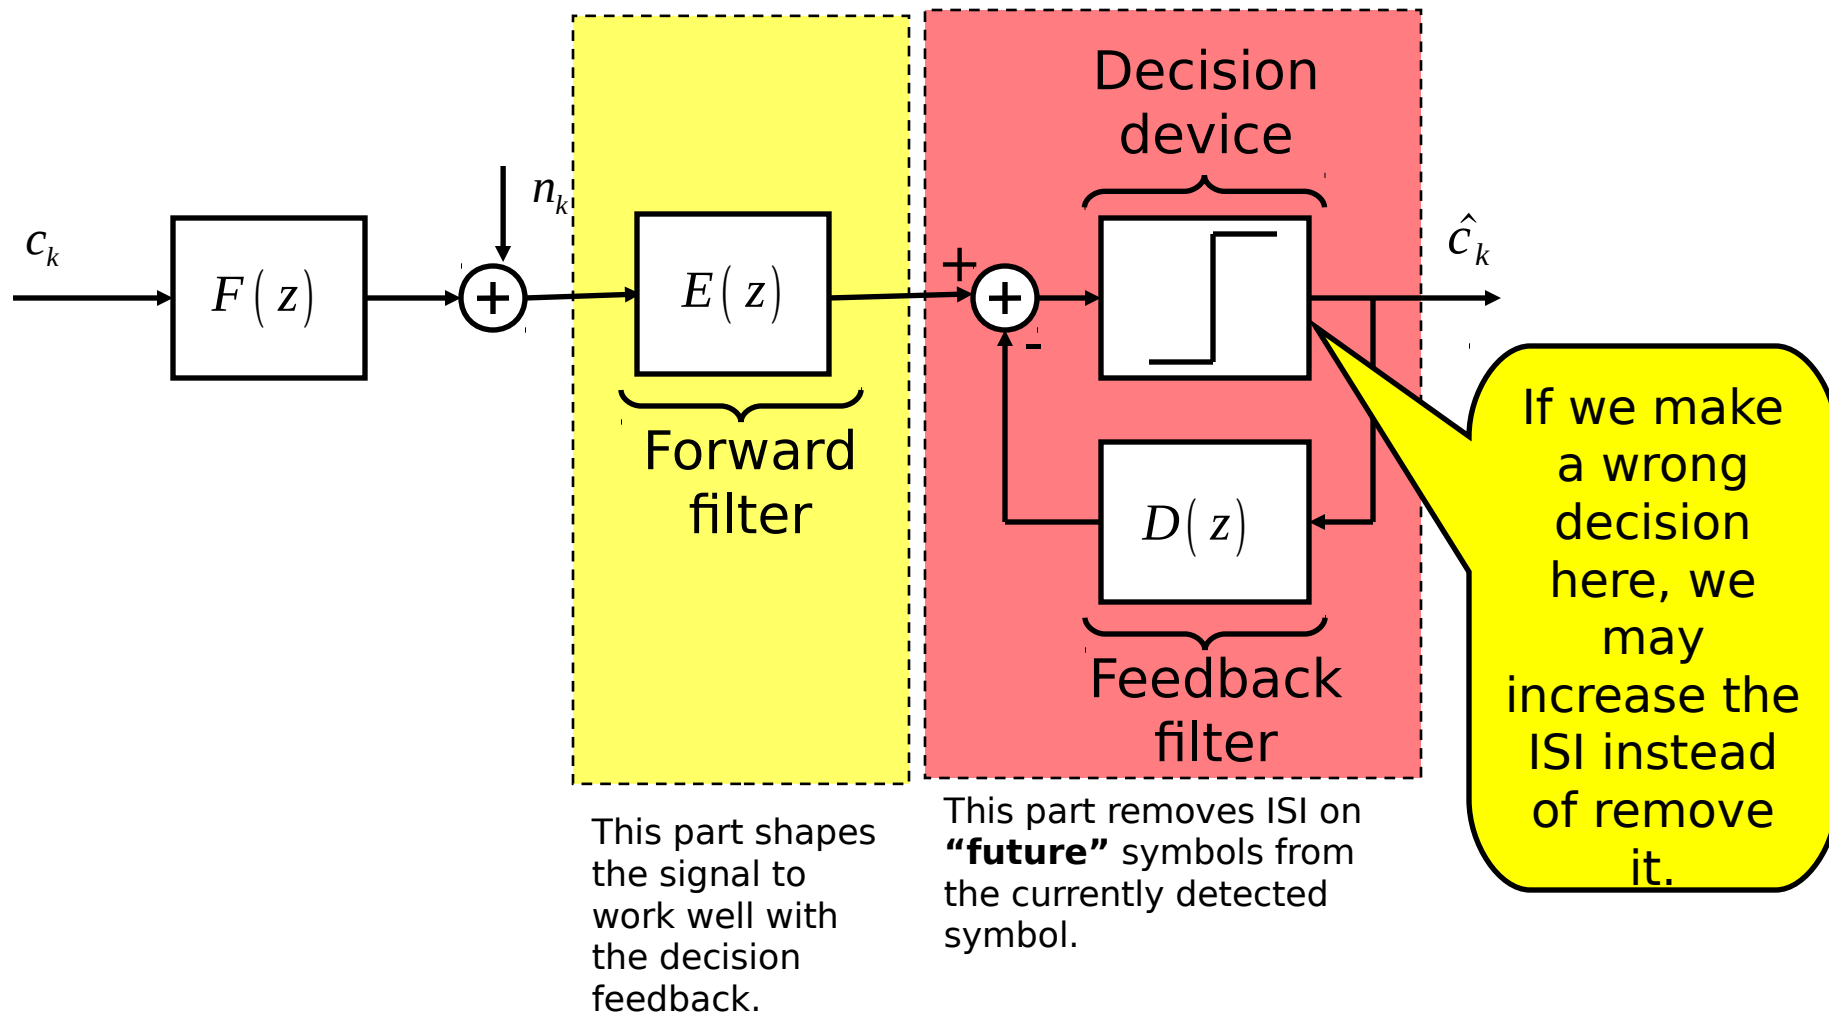 Decision
device
n_k
c_k
F(z)
+
E(z)
+
+
-
ĉ_k
Forward
filter
D(z)
Feedback
filter
If we make
a wrong
decision
here, we
may
increase the
ISI instead
of remove
it.
This part shapes
the signal to
work well with
the decision
feedback.
This part removes ISI on
“future” symbols from
the currently detected
symbol.